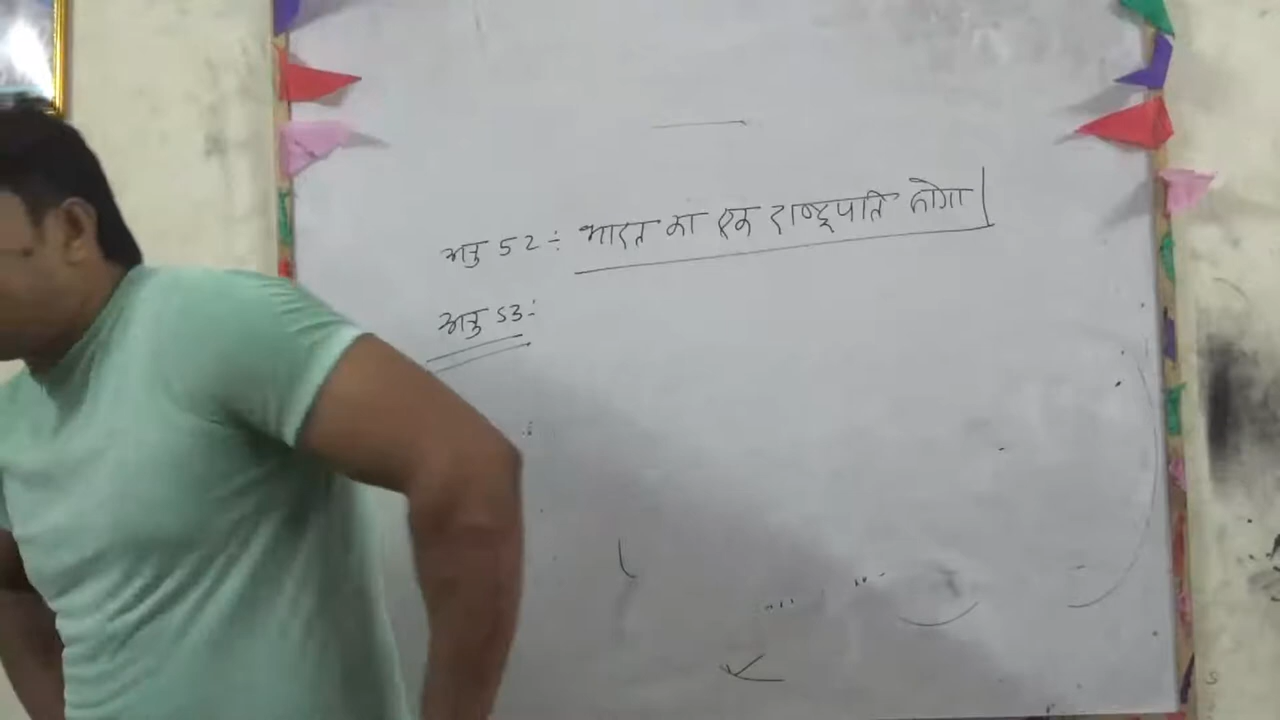 अनु 52 ÷ भारत का एक राष्ट्रपति होगा |
अनु 53 ÷